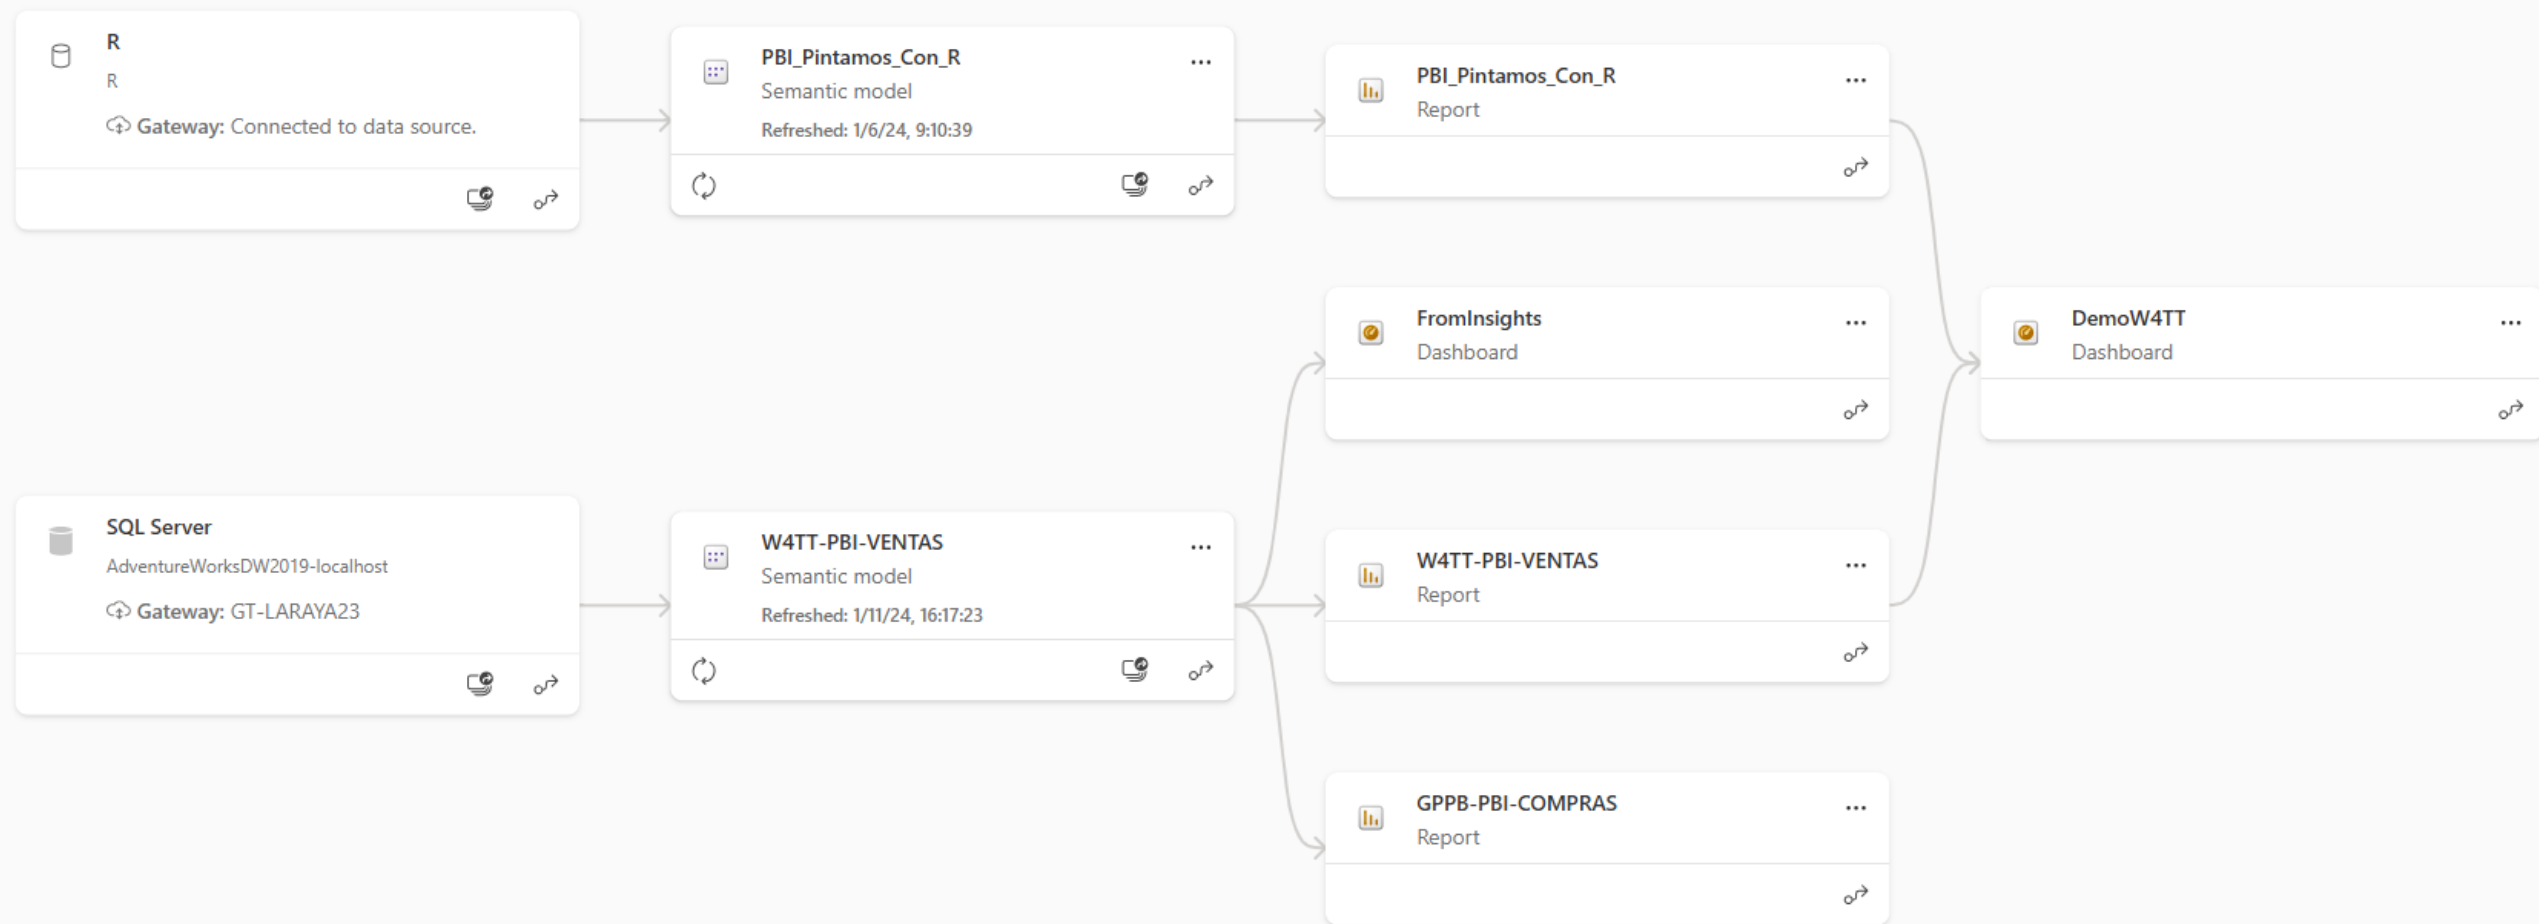 R
R
Gateway: Connected to data source.
PBI_Pintamos_Con_R
Semantic model
Refreshed: 1/6/24, 9:10:39
PBI_Pintamos_Con_R
Report
FromInsights
Dashboard
DemoW4TT
Dashboard
SQL Server
AdventureWorksDW2019-localhost
Gateway: GT-LARAYA23
W4TT-PBI-VENTAS
Semantic model
Refreshed: 1/11/24, 16:17:23
W4TT-PBI-VENTAS
Report
GPPB-PBI-COMPRAS
Report